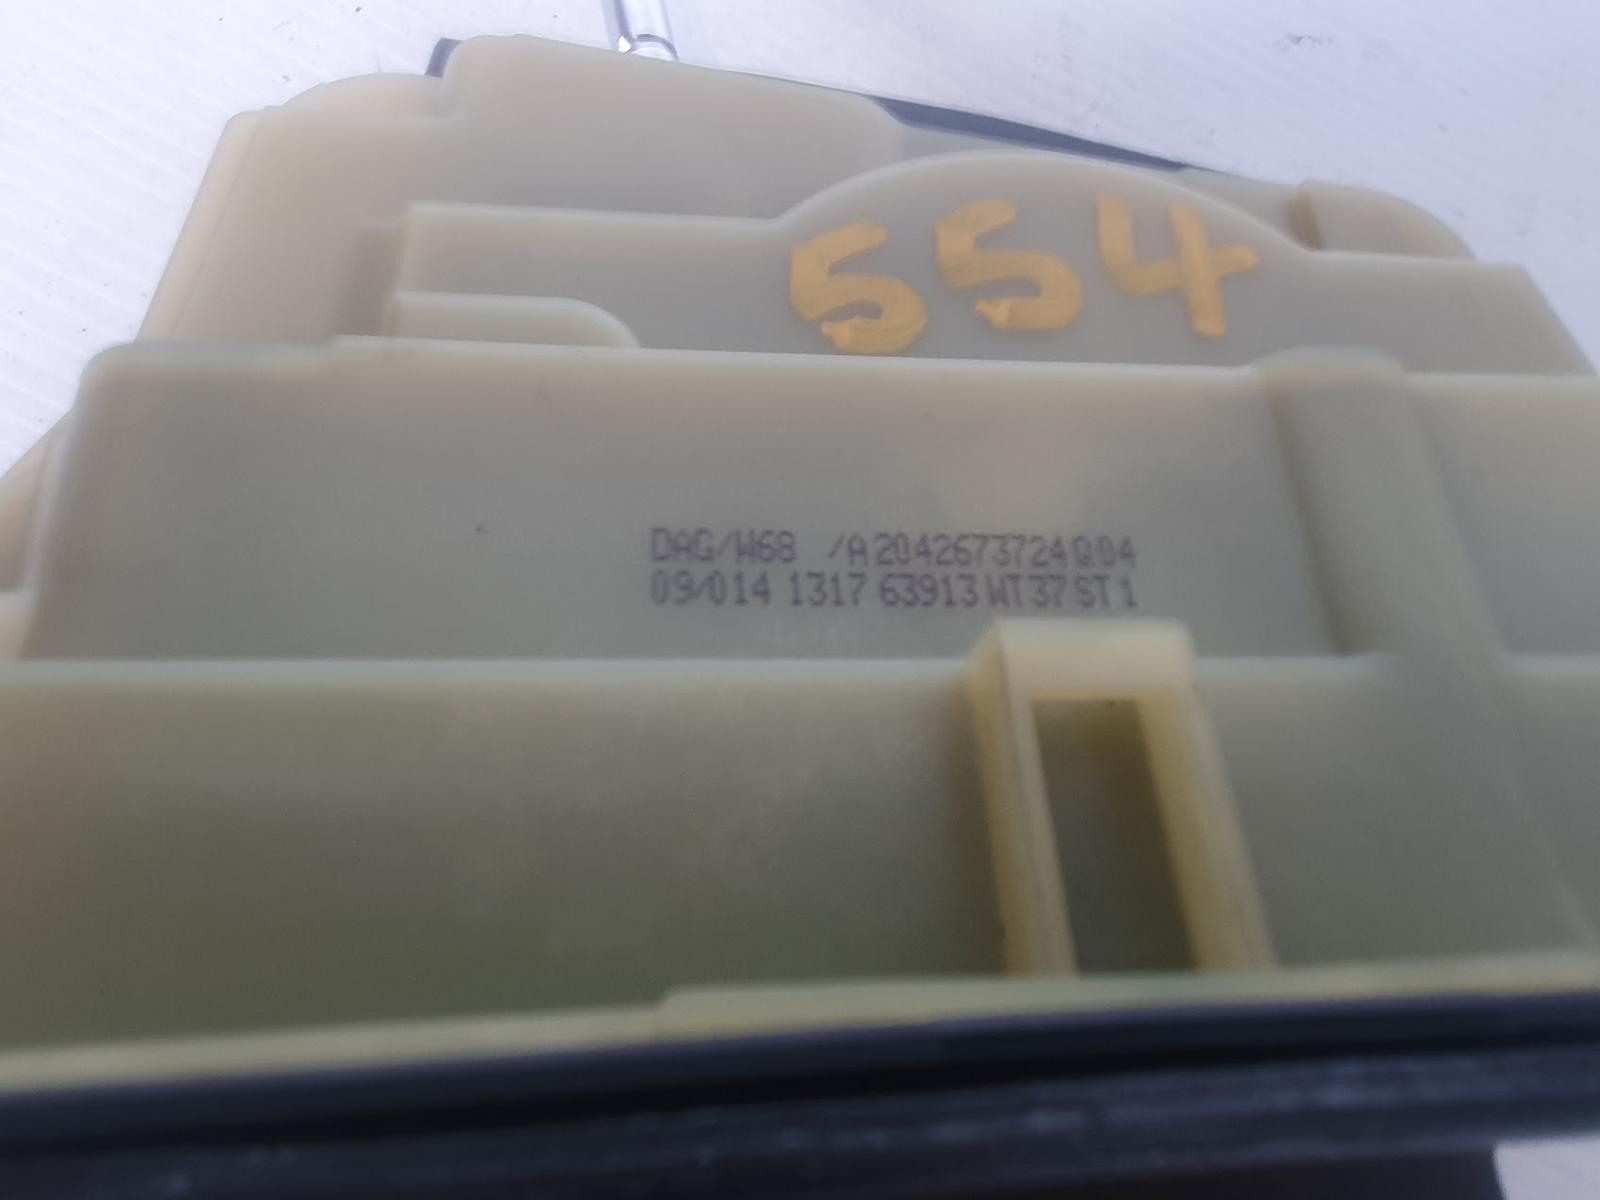 554
DAG/W68 /A2042673724Q04
09/014 1317 63913 WT37 ST1